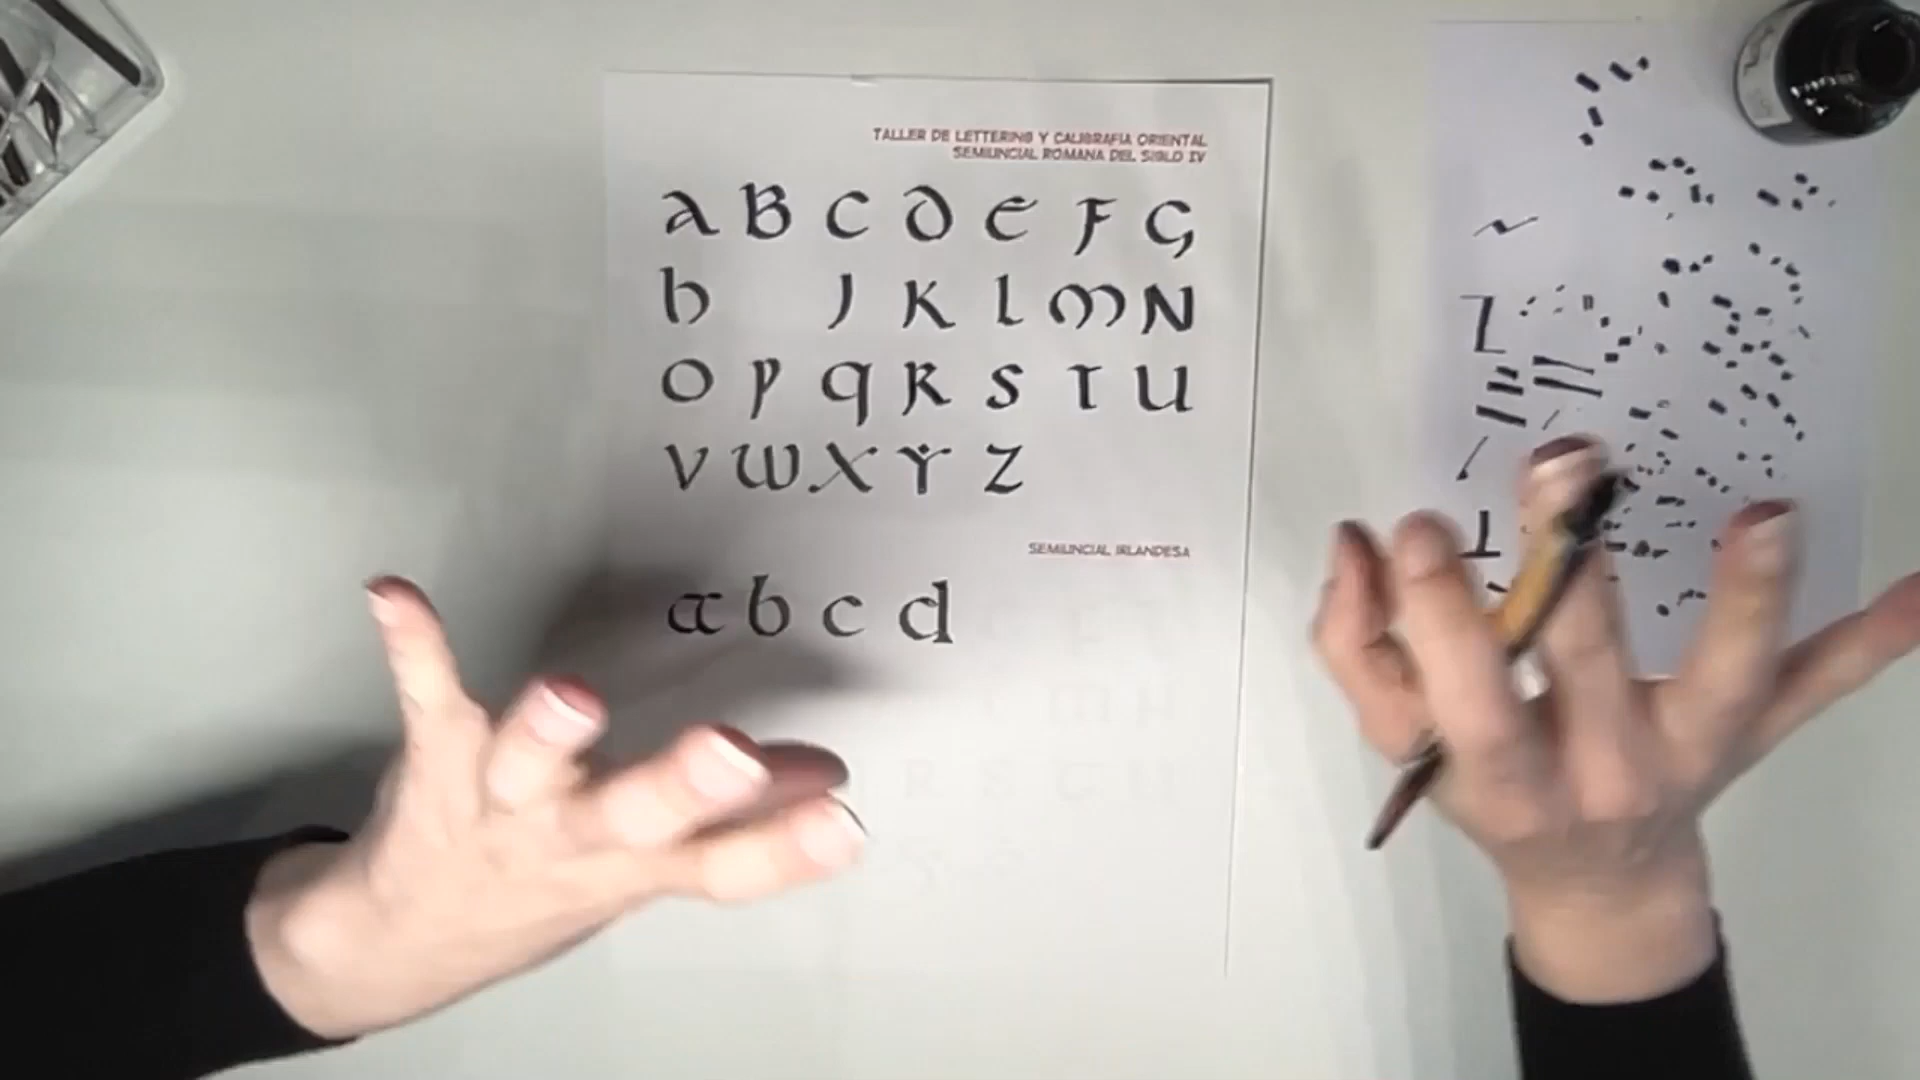 TALLER DE LETTERING Y CALIGRAFIA ORIENTAL
SEMIUNCIAL ROMANA DEL SIGLO IV
a B c d e F G
h J K l m N
o p q R s t u
v w x Y z
SEMIUNCIAL IRLANDESA
a b c d